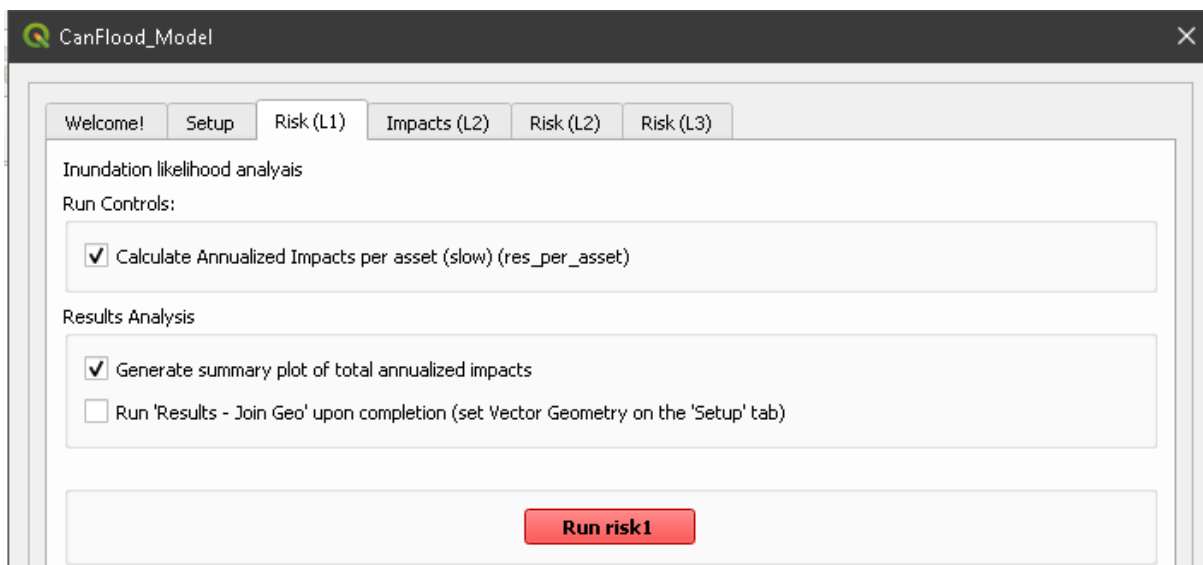 CanFlood_Model
Welcome! Setup Risk (L1) Impacts (L2) Risk (L2) Risk (L3)
Inundation likelihood analyais
Run Controls:
Calculate Annualized Impacts per asset (slow) (res_per_asset)
Results Analysis
Generate summary plot of total annualized impacts
Run 'Results - Join Geo' upon completion (set Vector Geometry on the 'Setup' tab)
Run risk1